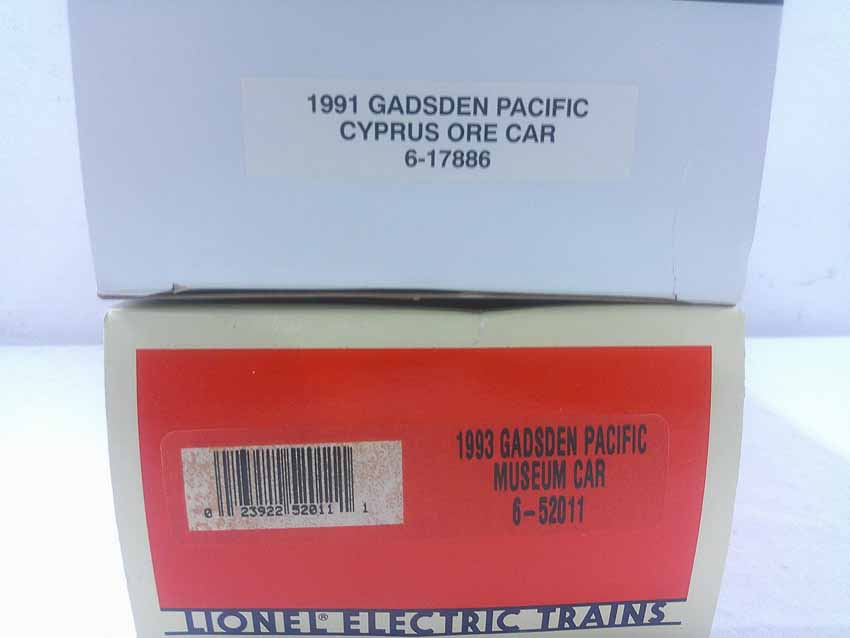 1991 GADSDEN PACIFIC
CYPRUS ORE CAR
6-17886
1993 GADSDEN PACIFIC
MUSEUM CAR
6-52011
0 23922 52011 1
LIONEL® ELECTRIC TRAINS